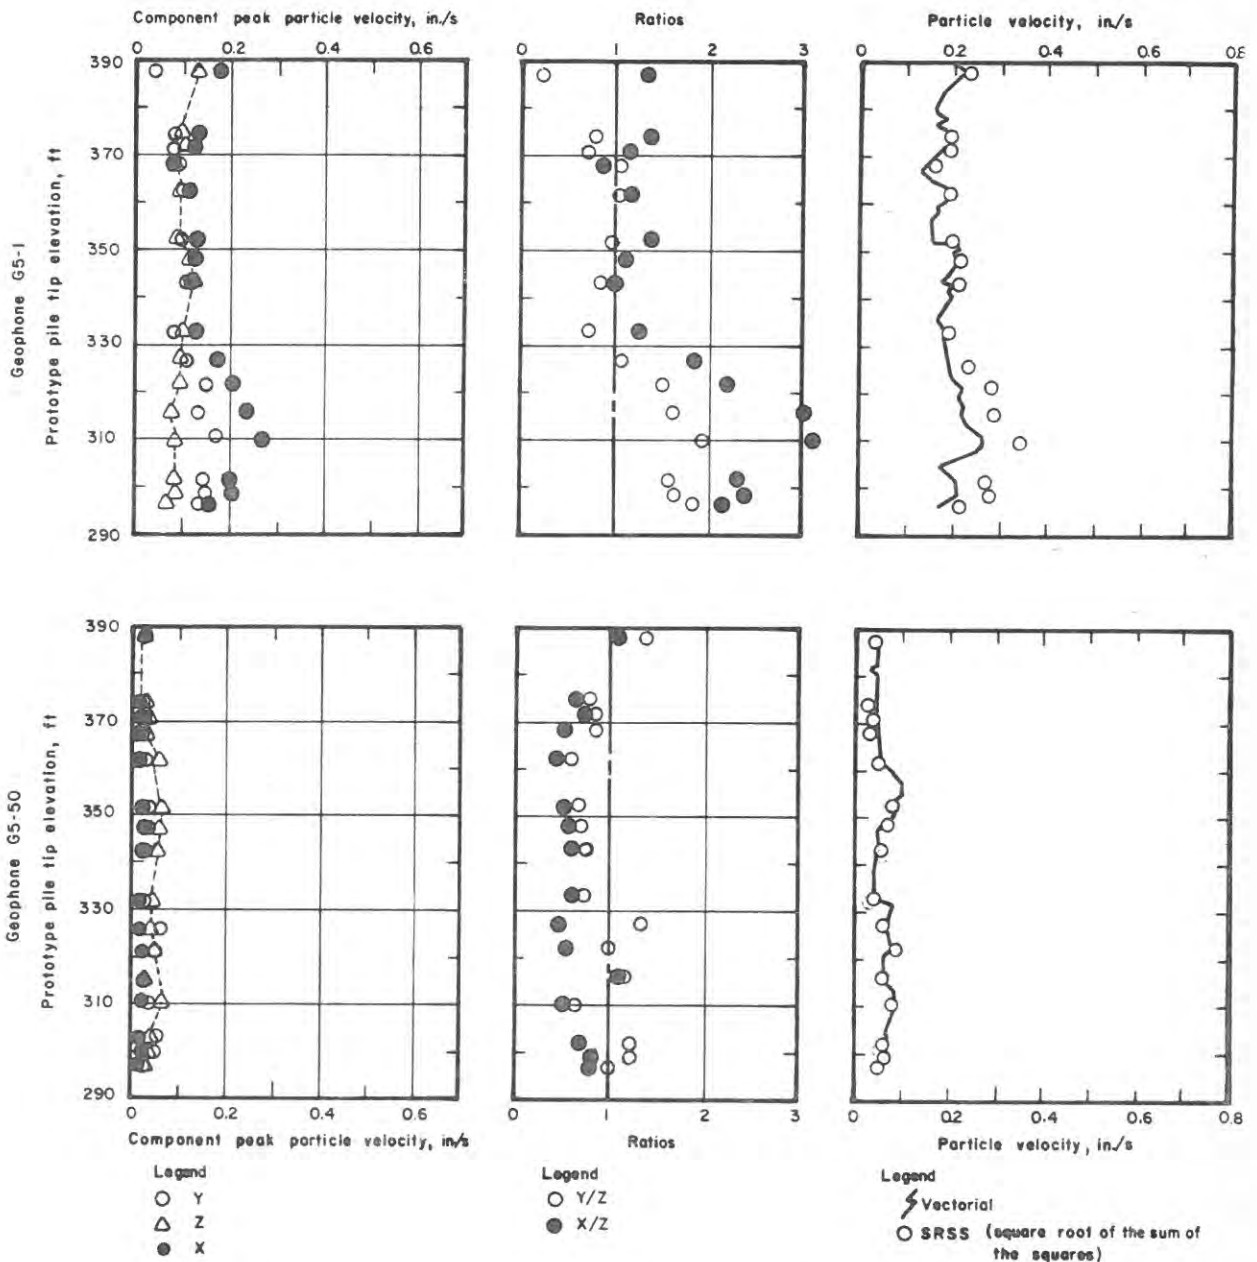 Component peak particle velocity, in./s
Ratios
Particle velocity, in./s
0 0.2 0.4 0.6
0 1 2 3
0 0.2 0.4 0.6 0.8
390
370
350
330
310
290
Geophone G5-1
Prototype pile tip elevation, ft
390
370
350
330
310
290
Geophone G5-50
Prototype pile tip elevation, ft
0 0.2 0.4 0.6
0 1 2 3
0 0.2 0.4 0.6 0.8
Component peak particle velocity, in./s
Ratios
Particle velocity, in./s
Legend
Y
Z
X
Legend
Y/Z
X/Z
Legend
Vectorial
SRSS (square root of the sum of
the squares)